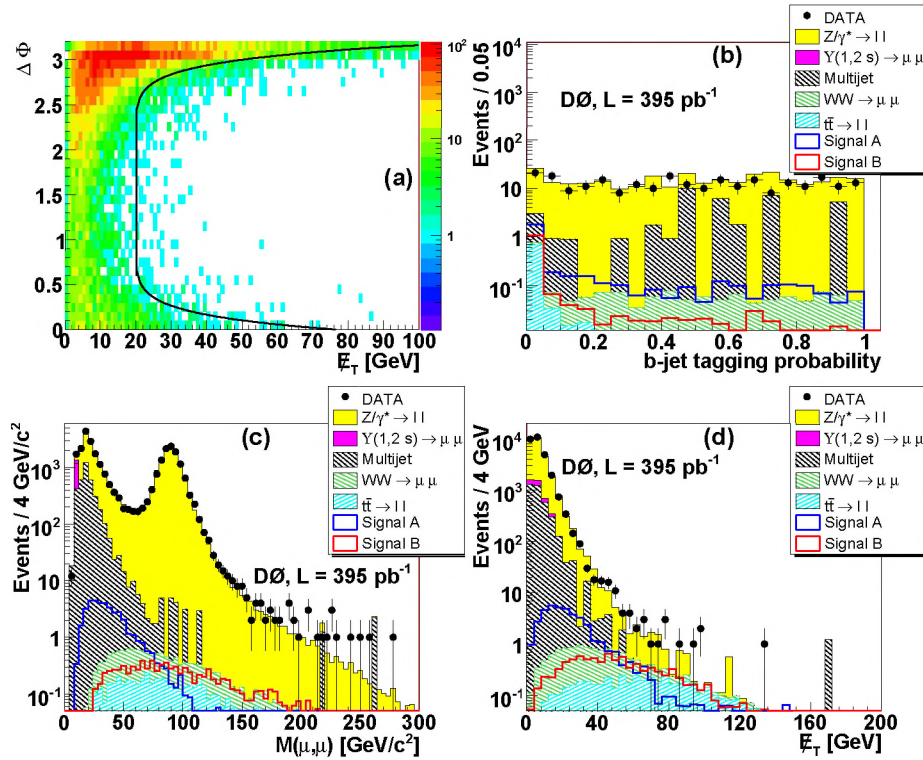 Δ Φ
3
2.5
2
1.5
1
0.5
0
0 10 20 30 40 50 60 70 80 90 100
E̸_T [GeV]
(a)
10²
10
1
Events / 0.05
10⁴
10³
10²
10
1
10⁻¹
0 0.2 0.4 0.6 0.8 1
b-jet tagging probability
(b)
DØ, L = 395 pb⁻¹
DATA
Z/γ* → l l
Υ(1,2 s) → μ μ
Multijet
WW → μ μ
tt̄ → l l
Signal A
Signal B
Events / 4 GeV/c²
10³
10²
10
1
10⁻¹
0 50 100 150 200 250 300
M(μ,μ) [GeV/c²]
(c)
DØ, L = 395 pb⁻¹
DATA
Z/γ* → l l
Υ(1,2 s) → μ μ
Multijet
WW → μ μ
tt̄ → l l
Signal A
Signal B
Events / 4 GeV
10⁴
10³
10²
10
1
10⁻¹
0 40 80 120 160 200
E̸_T [GeV]
(d)
DØ, L = 395 pb⁻¹
DATA
Z/γ* → l l
Υ(1,2 s) → μ μ
Multijet
WW → μ μ
tt̄ → l l
Signal A
Signal B